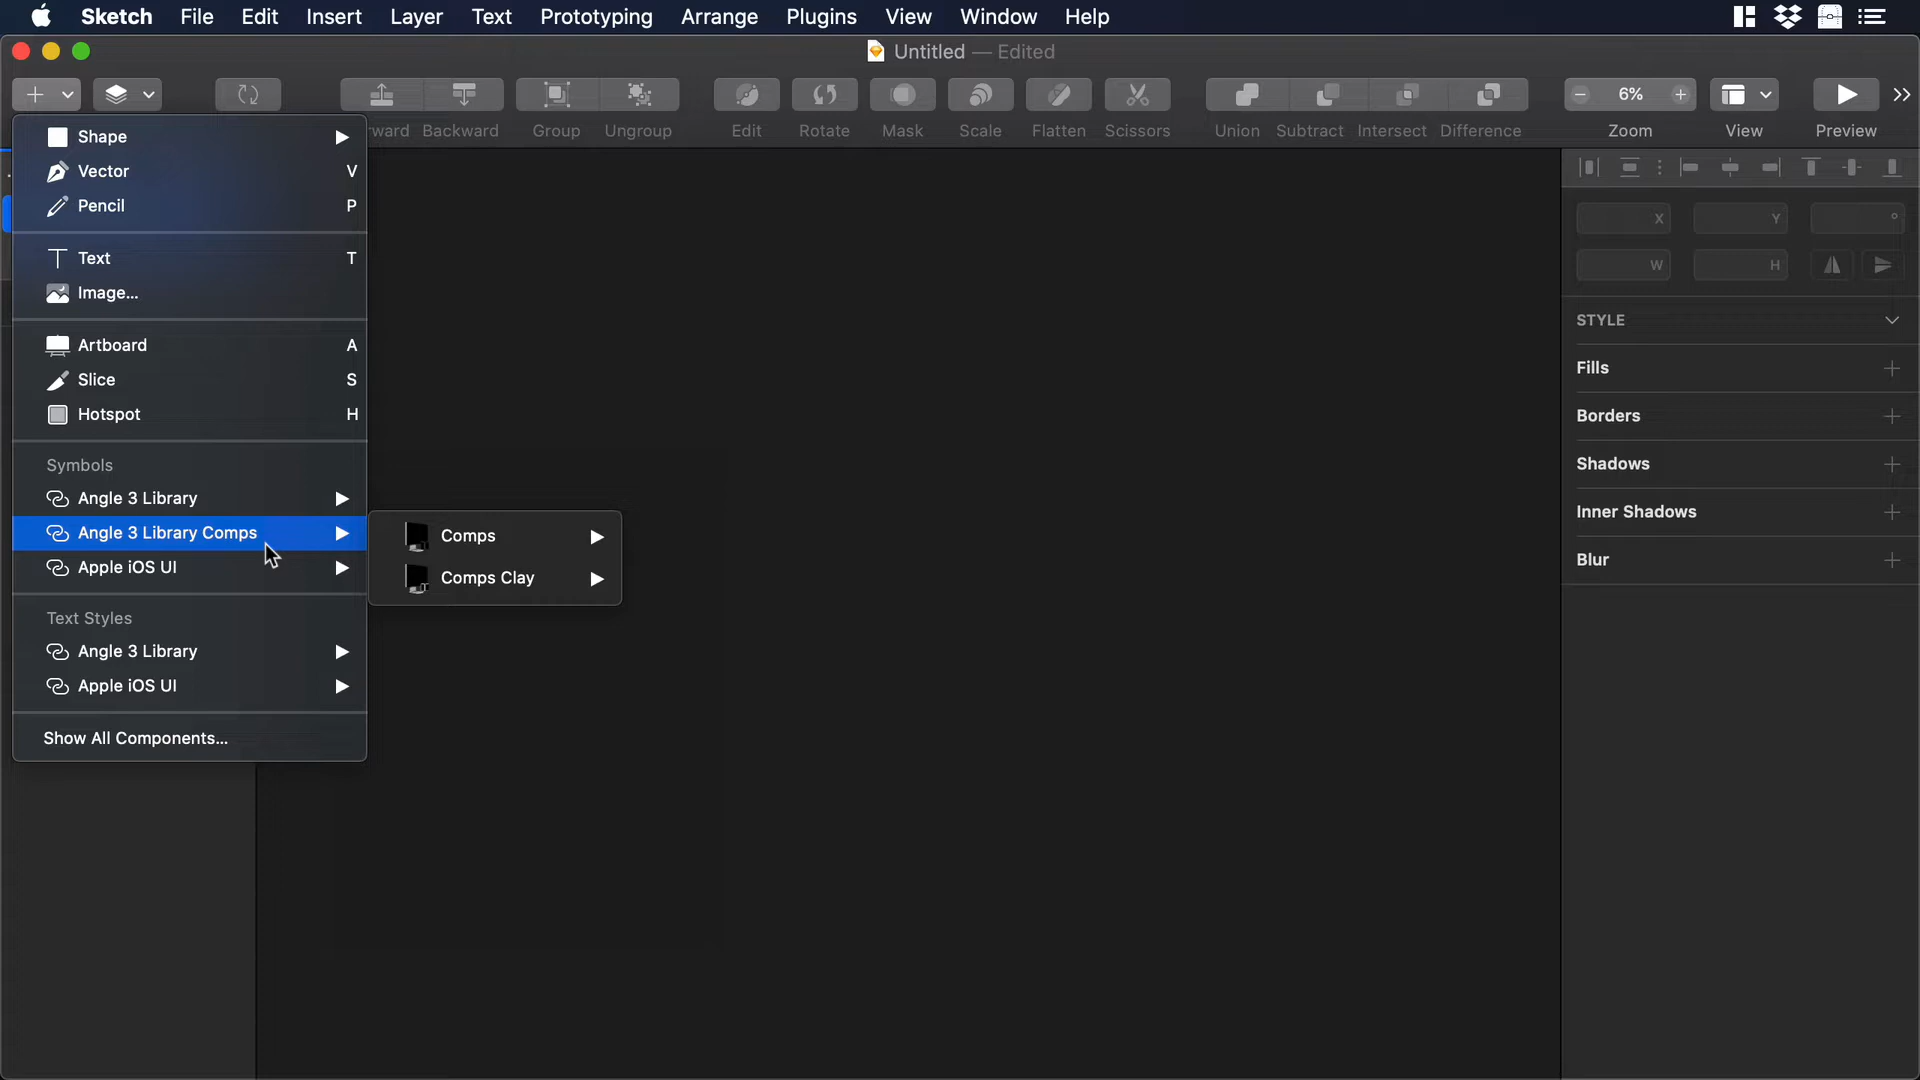 Sketch File Edit Insert Layer Text Prototyping Arrange Plugins View Window Help
Untitled — Edited
6%
ward Backward Group Ungroup Edit Rotate Mask Scale Flatten Scissors Union Subtract Intersect Difference Zoom View Preview
Shape
Vector V
Pencil P
Text T
Image...
Artboard A
Slice S
Hotspot H
Symbols
Angle 3 Library
Angle 3 Library Comps
Apple iOS UI
Text Styles
Angle 3 Library
Apple iOS UI
Show All Components...
Comps
Comps Clay
X Y °
W H
STYLE
Fills
Borders
Shadows
Inner Shadows
Blur